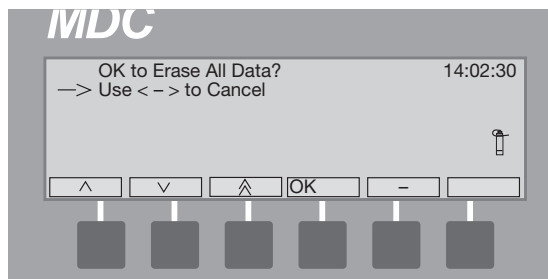 MDC
OK to Erase All Data? 14:02:30
—> Use < – > to Cancel
OK –